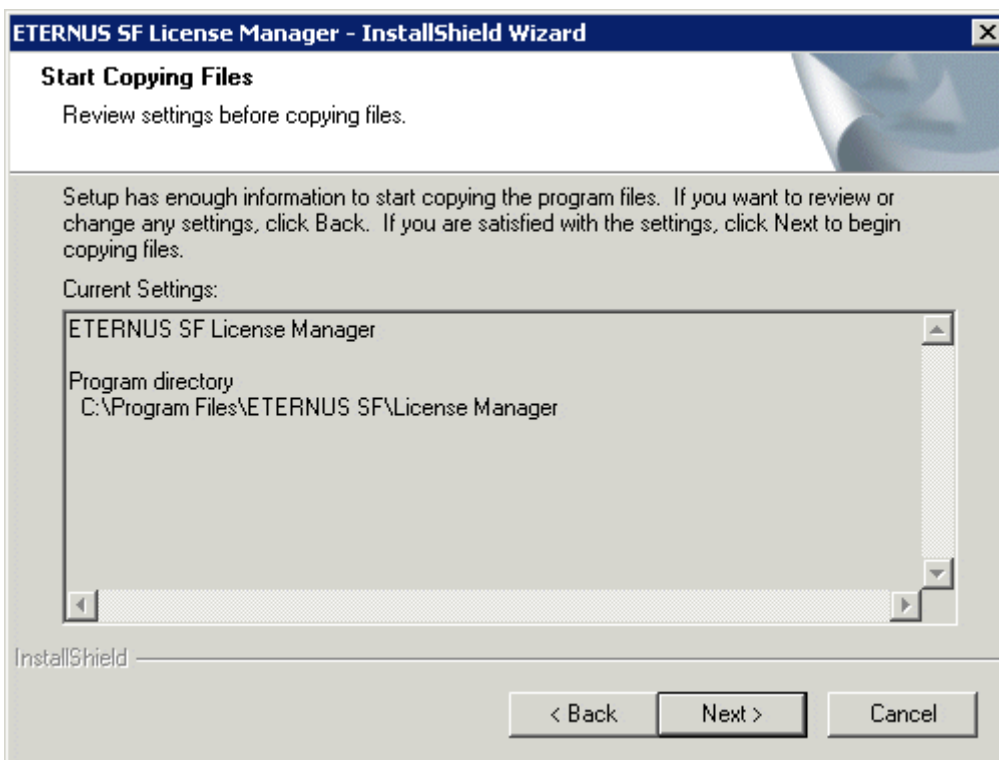 ETERNUS SF License Manager - InstallShield Wizard
Start Copying Files
Review settings before copying files.
Setup has enough information to start copying the program files.  If you want to review or
change any settings, click Back.  If you are satisfied with the settings, click Next to begin
copying files.
Current Settings:
ETERNUS SF License Manager
Program directory
C:\Program Files\ETERNUS SF\License Manager
InstallShield
< Back
Next >
Cancel